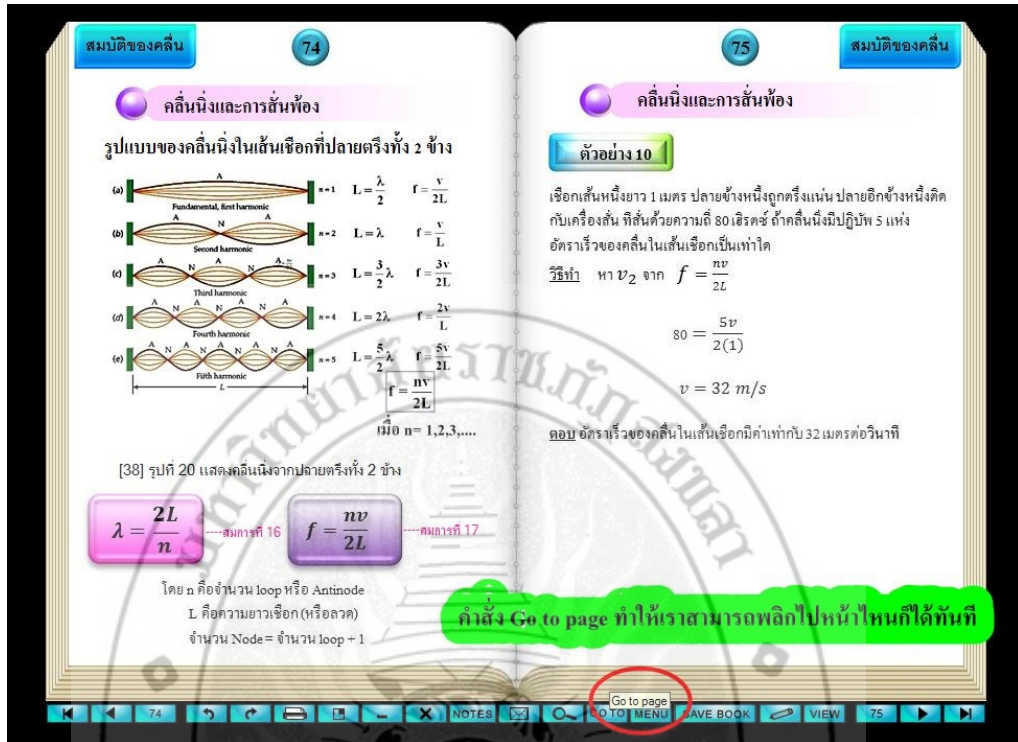 สมบัติของคลื่น
74
คลื่นนิ่งและการสั่นพ้อง
รูปแบบของคลื่นนิ่งในเส้นเชือกที่ปลายตรึงทั้ง 2 ข้าง
(a) A n=1 L = λ/2 f = v/2L
Fundamental, first harmonic
(b) A N A n=2 L = λ f = v/L
Second harmonic
(c) A N A N A n=3 L = 3/2 λ f = 3v/2L
Third harmonic
(d) A N A N A N A n=4 L = 2λ f = 2v/L
Fourth harmonic
(e) A N A N A N A N A n=5 L = 5/2 λ f = 5v/2L
Fifth harmonic
L
f = nv/2L
เมื่อ n= 1,2,3,....
[38] รูปที่ 20 แสดงคลื่นนิ่งจากปลายตรึงทั้ง 2 ข้าง
λ = 2L/n ----สมการที่ 16 f = nv/2L ----สมการที่ 17
โดย n คือจำนวน loop หรือ Antinode
L คือความยาวเชือก (หรือลวด)
จำนวน Node = จำนวน loop + 1
75
สมบัติของคลื่น
คลื่นนิ่งและการสั่นพ้อง
ตัวอย่าง 10
เชือกเส้นหนึ่งยาว 1 เมตร ปลายข้างหนึ่งถูกตรึงแน่น ปลายอีกข้างหนึ่งติด
กับเครื่องสั่น ที่สั่นด้วยความถี่ 80 เฮิรตซ์ ถ้าคลื่นนิ่งมีปฏิบัพ 5 แห่ง
อัตราเร็วของคลื่นในเส้นเชือกเป็นเท่าใด
วิธีทำ หา v₂ จาก f = nv/2L
80 = 5v/2(1)
v = 32 m/s
ตอบ อัตราเร็วของคลื่นในเส้นเชือกมีค่าเท่ากับ 32 เมตรต่อวินาที
คำสั่ง Go to page ทำให้เราสามารถพลิกไปหน้าไหนก็ได้ทันที
Go to page
74 NOTES GO TO MENU SAVE BOOK VIEW 75